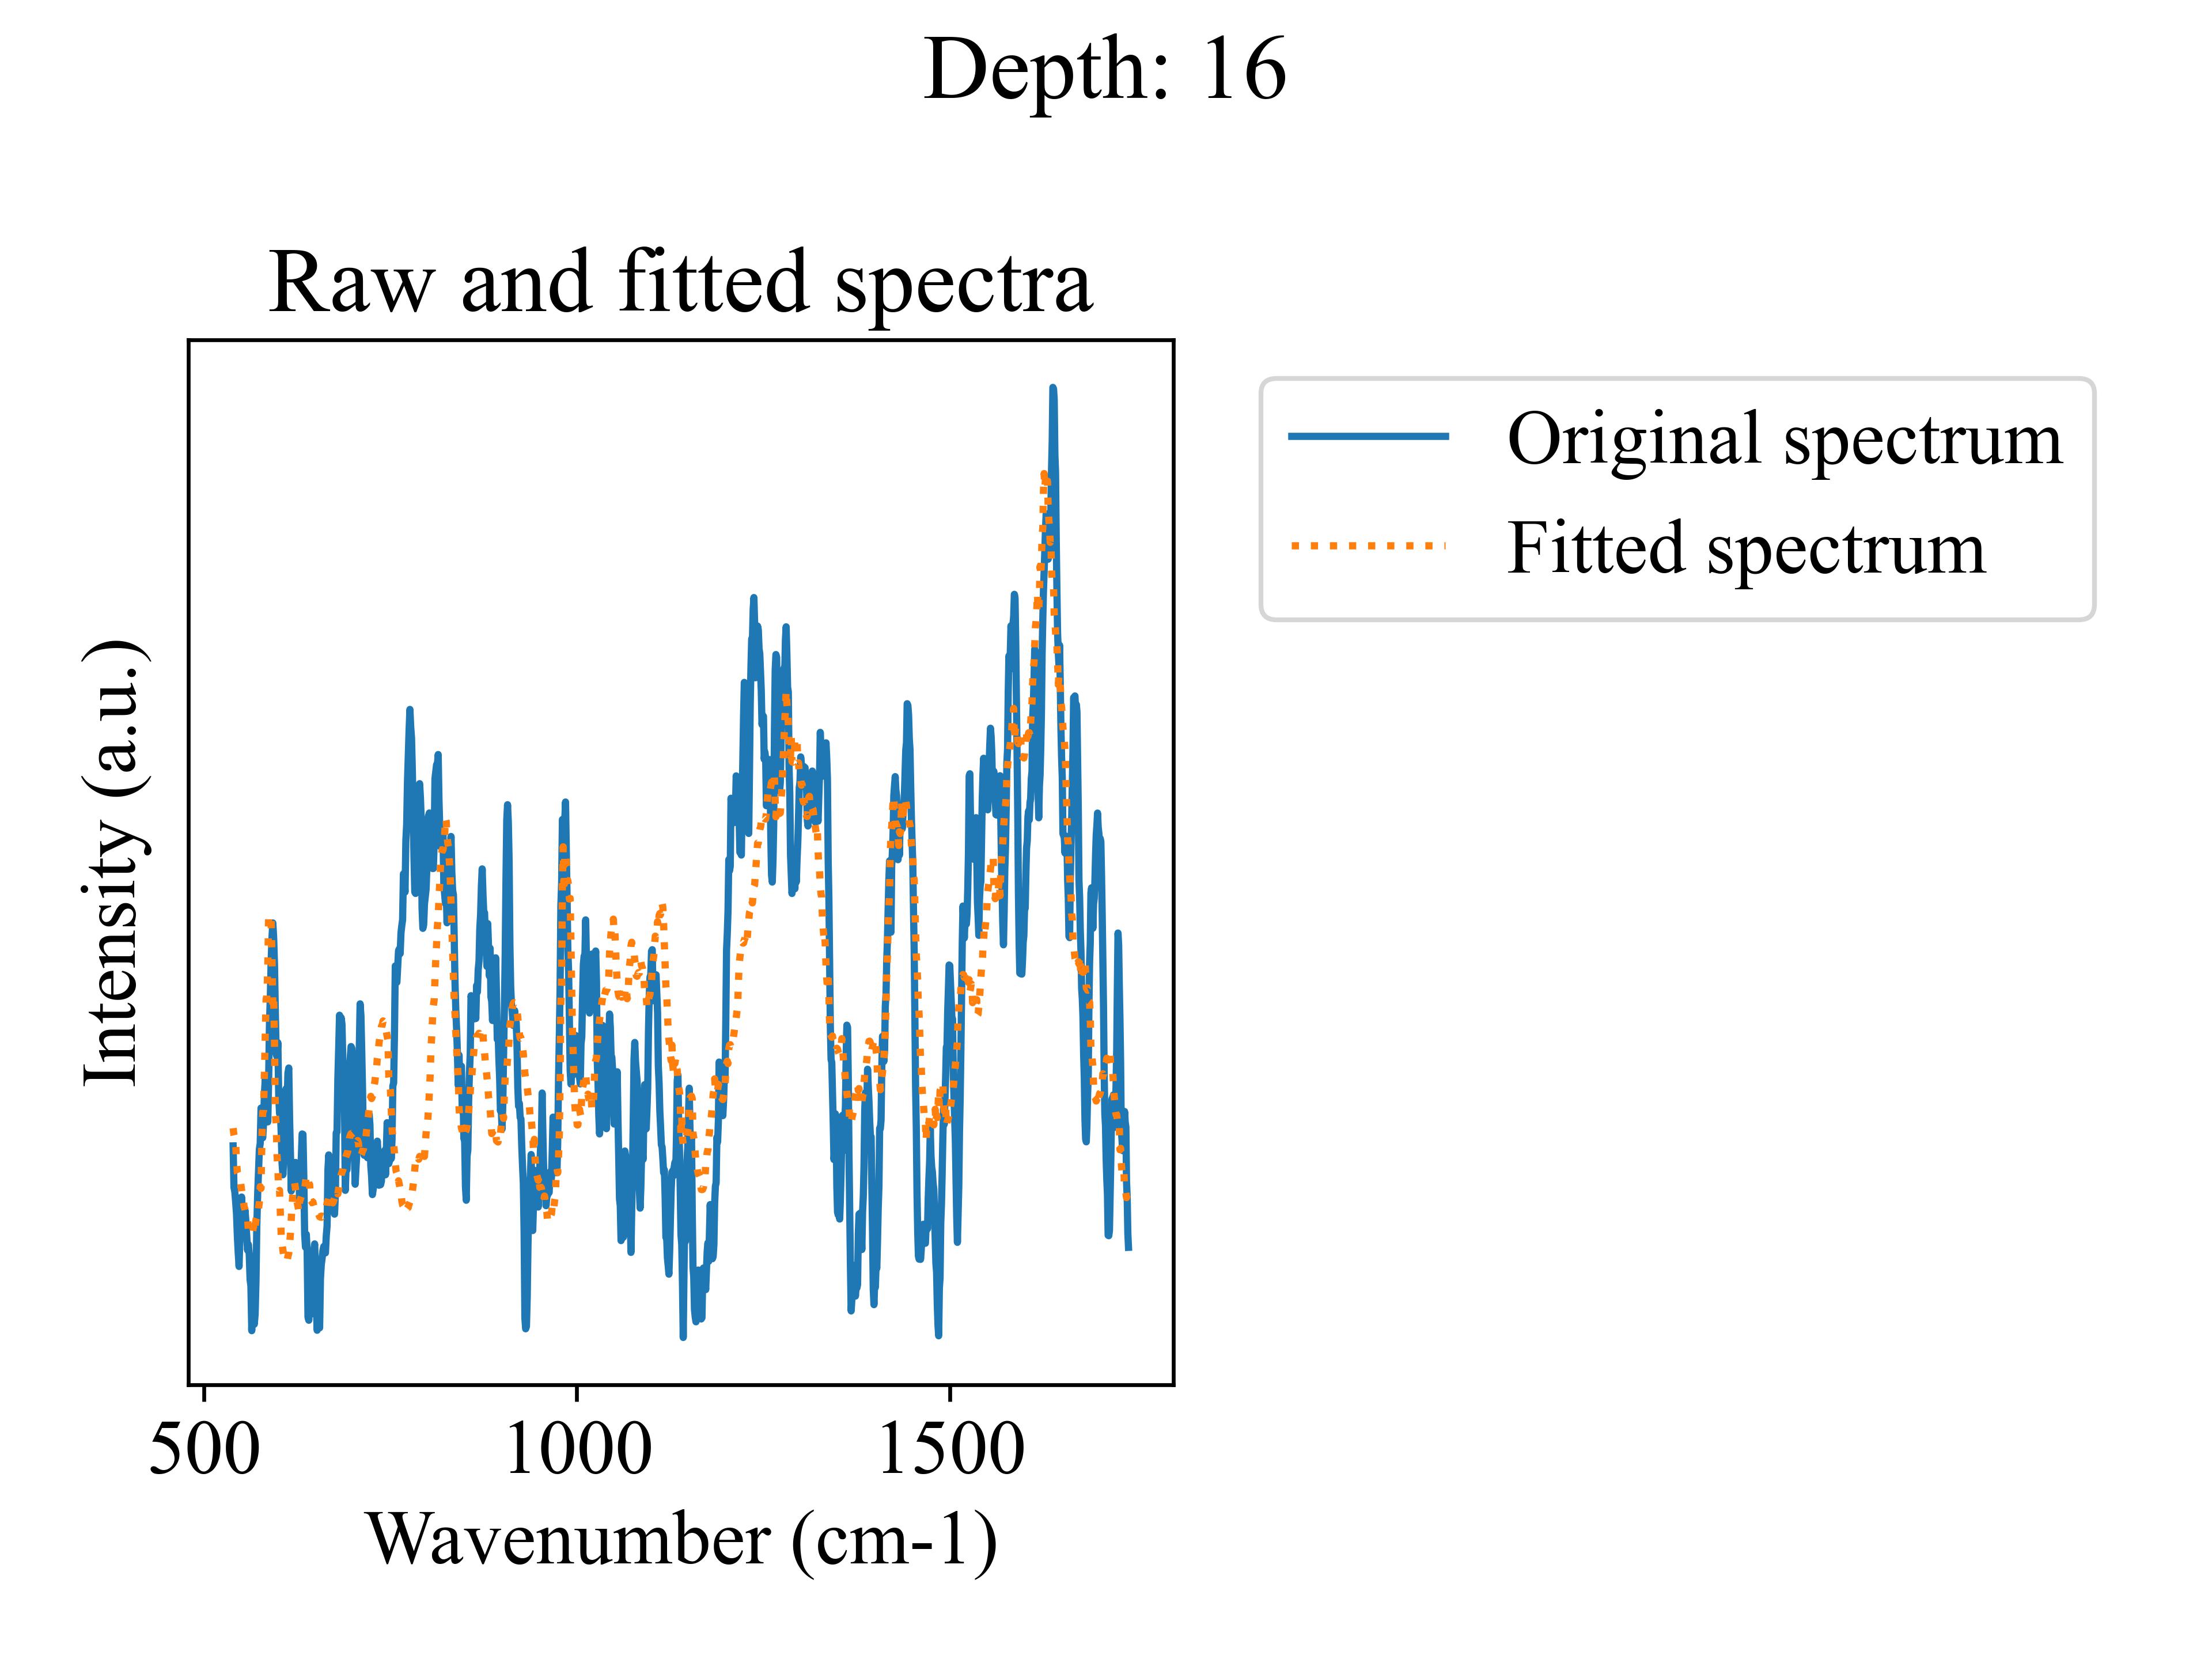 Depth: 16
Raw and fitted spectra
Original spectrum
Fitted spectrum
Intensity (a.u.)
500 1000 1500
Wavenumber (cm-1)